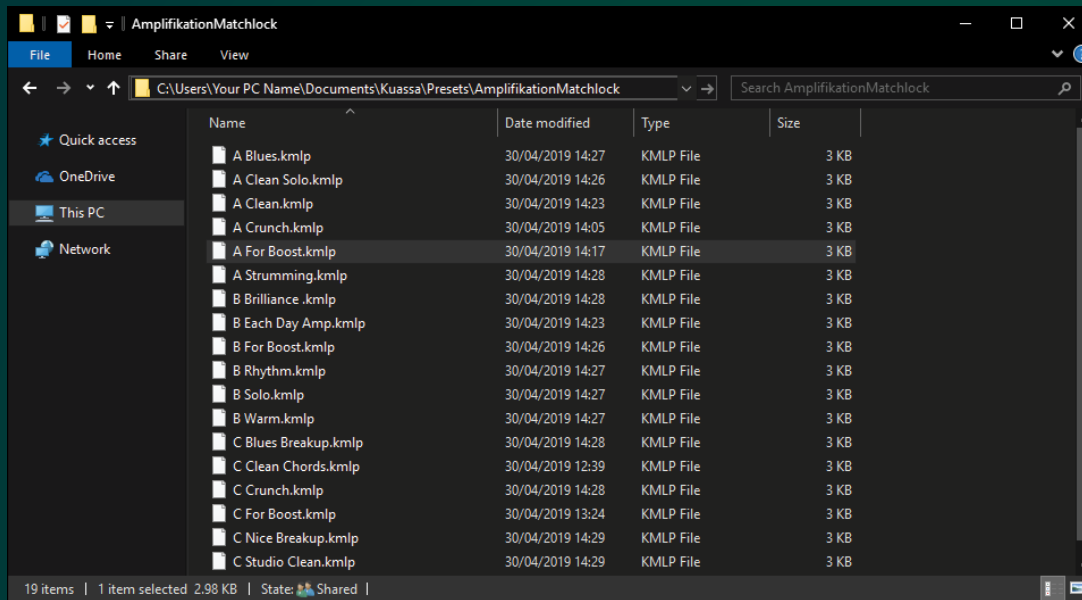 AmplifikationMatchlock
File Home Share View
C:\Users\Your PC Name\Documents\Kuassa\Presets\AmplifikationMatchlock Search AmplifikationMatchlock
Quick access
OneDrive
This PC
Network
Name Date modified Type Size
A Blues.kmlp 30/04/2019 14:27 KMLP File 3 KB
A Clean Solo.kmlp 30/04/2019 14:26 KMLP File 3 KB
A Clean.kmlp 30/04/2019 14:23 KMLP File 3 KB
A Crunch.kmlp 30/04/2019 14:05 KMLP File 3 KB
A For Boost.kmlp 30/04/2019 14:17 KMLP File 3 KB
A Strumming.kmlp 30/04/2019 14:28 KMLP File 3 KB
B Brilliance .kmlp 30/04/2019 14:28 KMLP File 3 KB
B Each Day Amp.kmlp 30/04/2019 14:23 KMLP File 3 KB
B For Boost.kmlp 30/04/2019 14:26 KMLP File 3 KB
B Rhythm.kmlp 30/04/2019 14:27 KMLP File 3 KB
B Solo.kmlp 30/04/2019 14:27 KMLP File 3 KB
B Warm.kmlp 30/04/2019 14:27 KMLP File 3 KB
C Blues Breakup.kmlp 30/04/2019 14:28 KMLP File 3 KB
C Clean Chords.kmlp 30/04/2019 12:39 KMLP File 3 KB
C Crunch.kmlp 30/04/2019 14:28 KMLP File 3 KB
C For Boost.kmlp 30/04/2019 13:24 KMLP File 3 KB
C Nice Breakup.kmlp 30/04/2019 14:29 KMLP File 3 KB
C Studio Clean.kmlp 30/04/2019 14:29 KMLP File 3 KB
19 items | 1 item selected 2.98 KB | State: Shared |